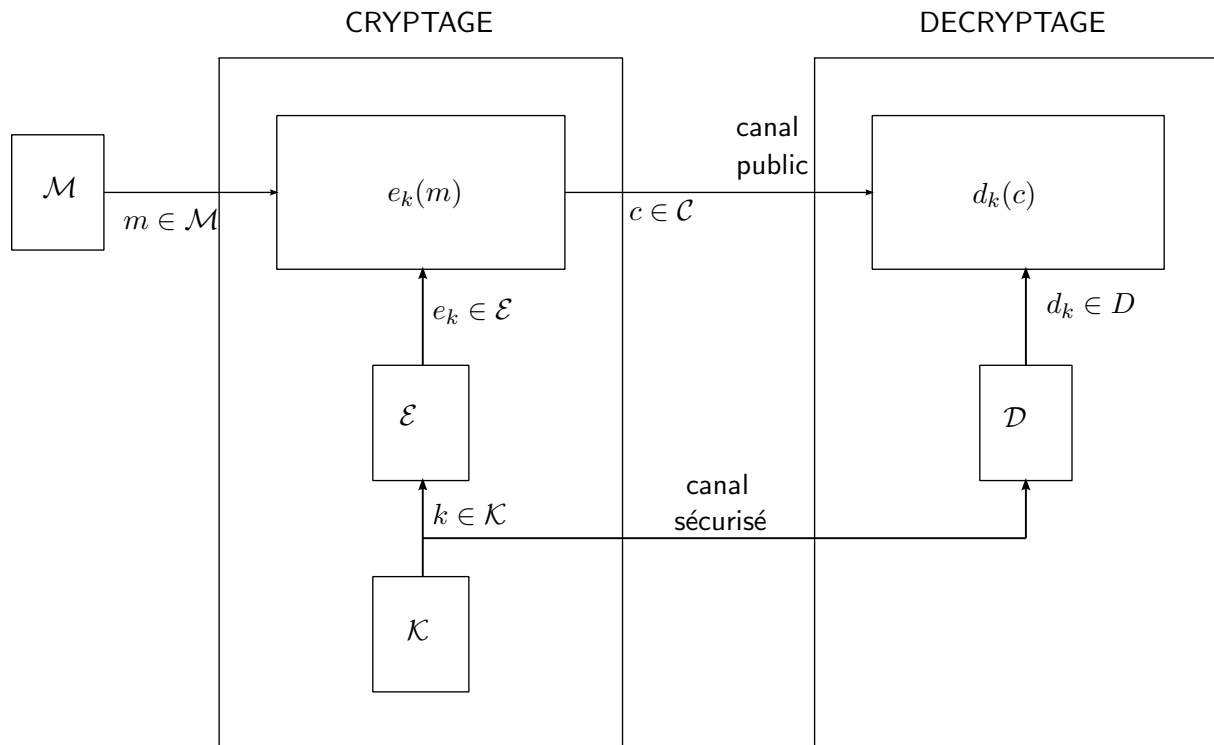 CRYPTAGE
DECRYPTAGE
canal
public
ℳ
e_k(m)
d_k(c)
m ∈ ℳ
c ∈ 𝒞
e_k ∈ ℰ
d_k ∈ D
ℰ
𝒟
canal
sécurisé
k ∈ 𝒦
𝒦